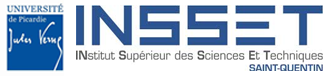 UNIVERSITÉ
de Picardie
Jules Verne
INSSET
INstitut Supérieur des Sciences Et Techniques
SAINT-QUENTIN